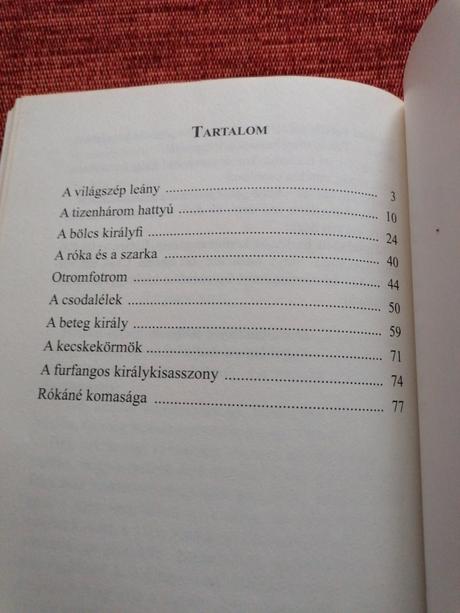 TARTALOM
A világszép leány 3
A tizenhárom hattyú 10
A bölcs királyfi 24
A róka és a szarka 40
Otromfotrom 44
A csodalélek 50
A beteg király 59
A kecskekörmök 71
A furfangos királykisasszony 74
Rókáné komasága 77